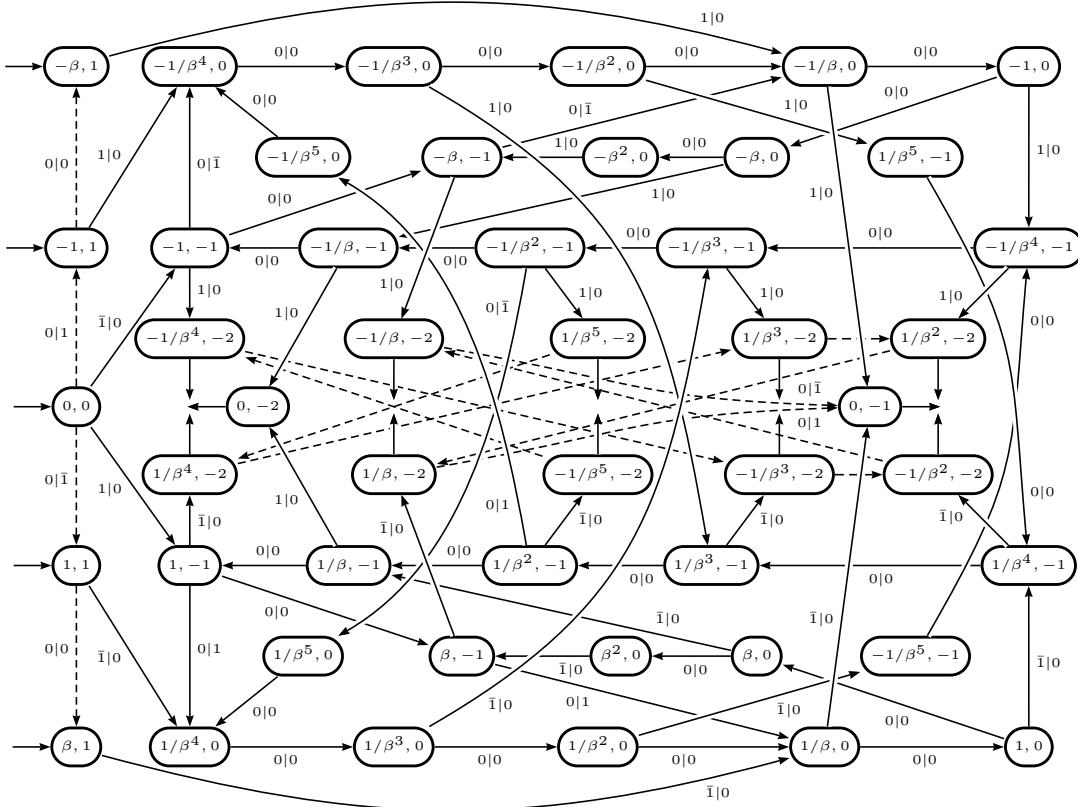 1|0
−β, 1 −1/β⁴, 0 0|0 −1/β³, 0 0|0 −1/β², 0 0|0 −1/β, 0 0|0 −1, 0
0|0 1|0 0|1̄ 1|0 0|0
0|0 1|0 0|1̄ −1/β⁵, 0 −β, −1 1|0 −β², 0 0|0 −β, 0 1/β⁵, −1 1|0
0|0 1|0 1|0
−1, 1 −1, −1 0|0 −1/β, −1 0|0 −1/β², −1 0|0 −1/β³, −1 0|0 −1/β⁴, −1
1|0 1|0 1|0 1|0 1|0
0|1 1̄|0 1|0 0|1̄ 0|0
−1/β⁴, −2 −1/β, −2 1/β⁵, −2 1/β³, −2 1/β², −2
0|1̄
0, 0 0, −2 0, −1
0|1
1/β⁴, −2 1/β, −2 −1/β⁵, −2 −1/β³, −2 −1/β², −2
0|1̄ 1|0 1|0 0|1 0|0
1̄|0 1̄|0 1̄|0 1̄|0 1̄|0
1, 1 1, −1 0|0 1/β, −1 0|0 1/β², −1 0|0 1/β³, −1 0|0 1/β⁴, −1
0|0 1̄|0 1̄|0
0|0 1̄|0 0|1 1/β⁵, 0 β, −1 1̄|0 β², 0 0|0 β, 0 −1/β⁵, −1 1̄|0
0|0 1̄|0 0|1 1̄|0 0|0
β, 1 1/β⁴, 0 0|0 1/β³, 0 0|0 1/β², 0 0|0 1/β, 0 0|0 1, 0
1̄|0